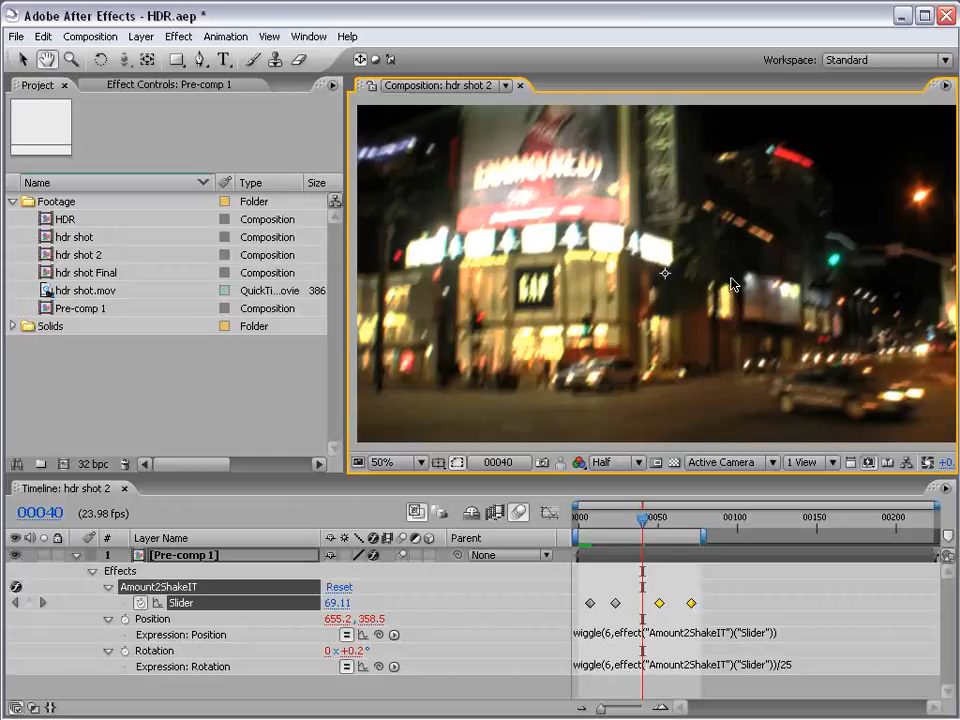 Adobe After Effects - HDR.aep *
File Edit Composition Layer Effect Animation View Window Help
Workspace: Standard
Project × Effect Controls: Pre-comp 1
Composition: hdr shot 2 ×
Name Type Size
Footage Folder
HDR Composition
hdr shot Composition
hdr shot 2 Composition
hdr shot Final Composition
hdr shot.mov QuickTi...ovie 386
Pre-comp 1 Composition
Solids Folder
(RED)
GAP
32 bpc
50% 00040 Half Active Camera 1 View +0.
Timeline: hdr shot 2 ×
00040 (23.98 fps)
0000 00050 00100 00150 00200
# Layer Name Parent
1 [Pre-comp 1] None
Effects
Amount2ShakeIT Reset
Slider 69.11
Position 655.2, 358.5
Expression: Position wiggle(6,effect("Amount2ShakeIT")("Slider"))
Rotation 0 x +0.2°
Expression: Rotation wiggle(6,effect("Amount2ShakeIT")("Slider"))/25